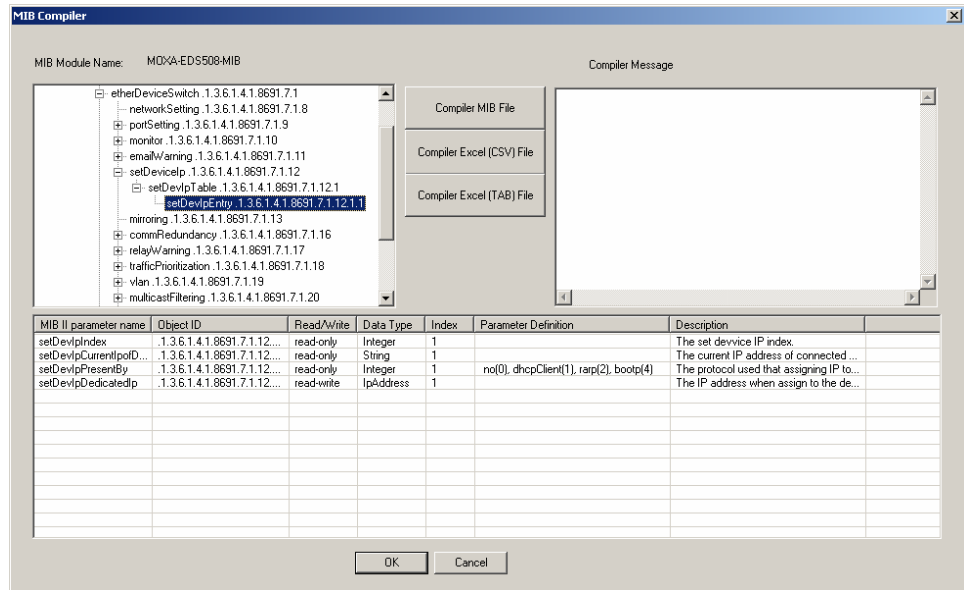 MIB Compiler
MIB Module Name: MOXA-EDS508-MIB
Compiler Message
etherDeviceSwitch .1.3.6.1.4.1.8691.7.1
networkSetting .1.3.6.1.4.1.8691.7.1.8
portSetting .1.3.6.1.4.1.8691.7.1.9
monitor .1.3.6.1.4.1.8691.7.1.10
emailWarning .1.3.6.1.4.1.8691.7.1.11
setDeviceIp .1.3.6.1.4.1.8691.7.1.12
setDevIpTable .1.3.6.1.4.1.8691.7.1.12.1
setDevIpEntry .1.3.6.1.4.1.8691.7.1.12.1.1
mirroring .1.3.6.1.4.1.8691.7.1.13
commRedundancy .1.3.6.1.4.1.8691.7.1.16
relayWarning .1.3.6.1.4.1.8691.7.1.17
trafficPrioritization .1.3.6.1.4.1.8691.7.1.18
vlan .1.3.6.1.4.1.8691.7.1.19
multicastFiltering .1.3.6.1.4.1.8691.7.1.20
Compiler MIB File
Compiler Excel (CSV) File
Compiler Excel (TAB) File
MIB II parameter name Object ID Read/Write Data Type Index Parameter Definition Description
setDevIpIndex .1.3.6.1.4.1.8691.7.1.12.... read-only Integer 1 The set devvice IP index.
setDevIpCurrentIpofD... .1.3.6.1.4.1.8691.7.1.12.... read-only String 1 The current IP address of connected ...
setDevIpPresentBy .1.3.6.1.4.1.8691.7.1.12.... read-only Integer 1 no(0), dhcpClient(1), rarp(2), bootp(4) The protocol used that assigning IP to...
setDevIpDedicatedIp .1.3.6.1.4.1.8691.7.1.12.... read-write IpAddress 1 The IP address when assign to the de...
OK Cancel